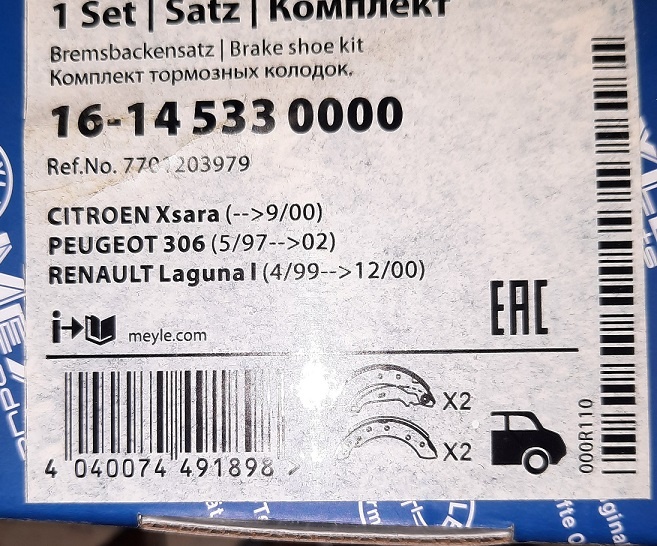 1 Set | Satz | Комплект
Bremsbackensatz | Brake shoe kit
Комплект тормозных колодок.
16-14 533 0000
Ref.No. 7701203979
CITROEN Xsara (-->9/00)
PEUGEOT 306 (5/97-->02)
RENAULT Laguna I (4/99-->12/00)
EAC
meyle.com
X2
X2
4 040074 491898 >
000R110